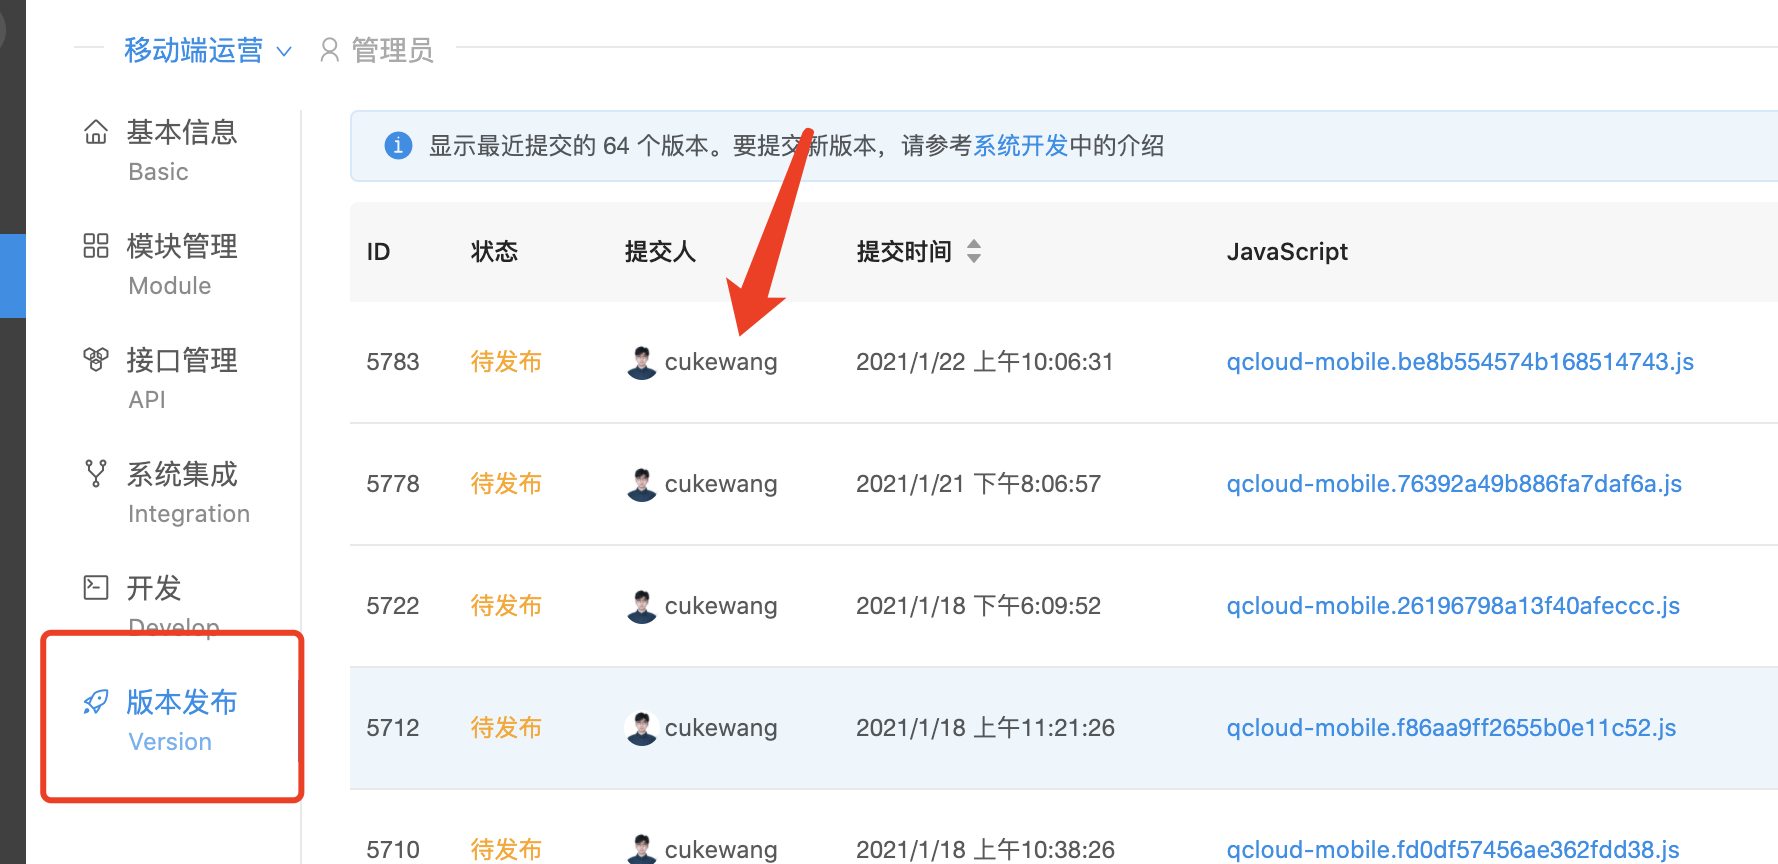 移动端运营 管理员
基本信息
Basic
模块管理
Module
接口管理
API
系统集成
Integration
开发
Develop
版本发布
Version
显示最近提交的 64 个版本。要提交新版本，请参考系统开发中的介绍
ID 状态 提交人 提交时间 JavaScript
5783 待发布 cukewang 2021/1/22 上午10:06:31 qcloud-mobile.be8b554574b168514743.js
5778 待发布 cukewang 2021/1/21 下午8:06:57 qcloud-mobile.76392a49b886fa7daf6a.js
5722 待发布 cukewang 2021/1/18 下午6:09:52 qcloud-mobile.26196798a13f40afeccc.js
5712 待发布 cukewang 2021/1/18 上午11:21:26 qcloud-mobile.f86aa9ff2655b0e11c52.js
5710 待发布 cukewang 2021/1/18 上午10:38:26 qcloud-mobile.fd0df57456ae362fdd38.js